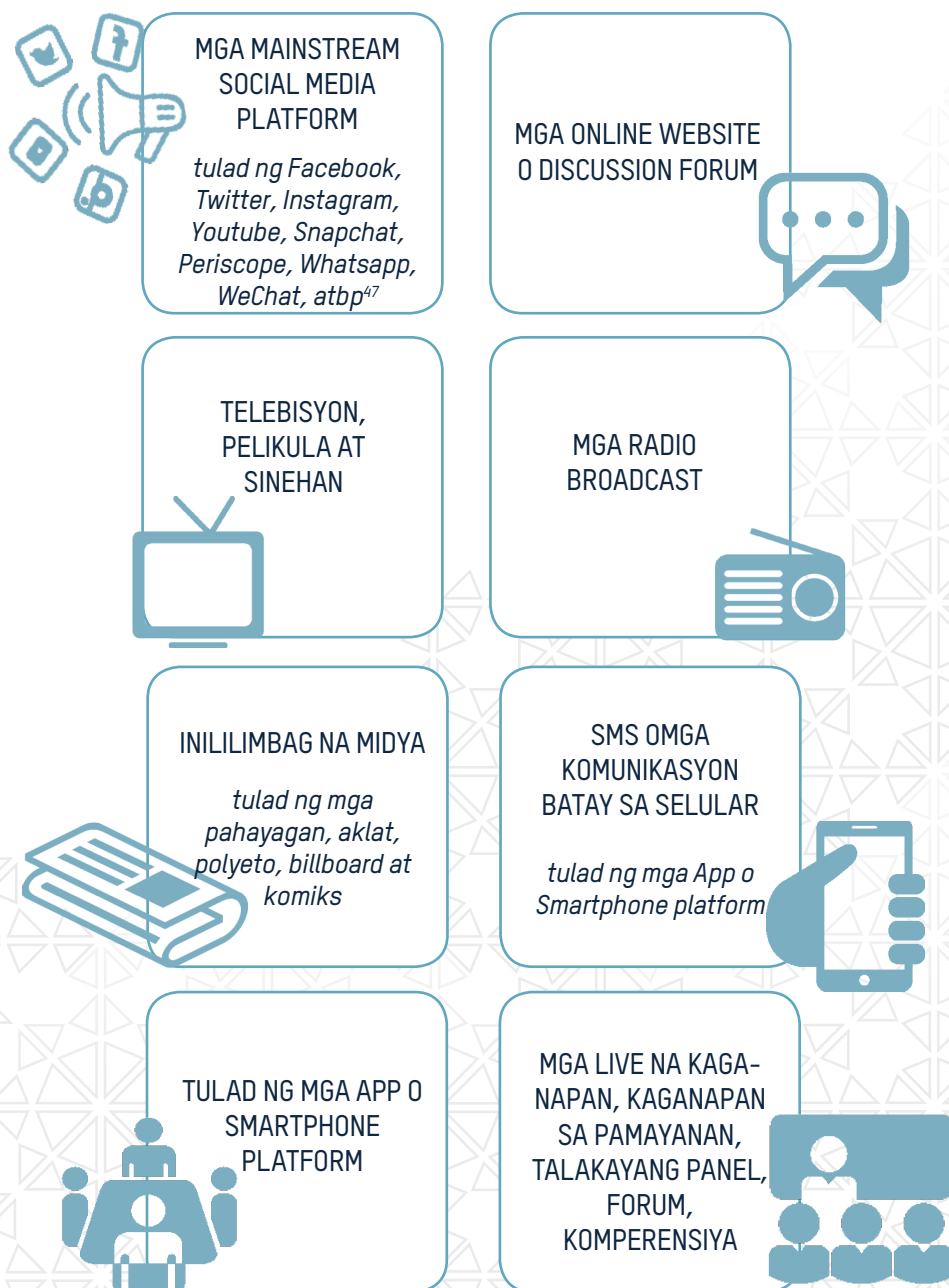 MGA MAINSTREAM
SOCIAL MEDIA
PLATFORM
tulad ng Facebook,
Twitter, Instagram,
Youtube, Snapchat,
Periscope, Whatsapp,
WeChat, atbp47
MGA ONLINE WEBSITE
O DISCUSSION FORUM
TELEBISYON,
PELIKULA AT
SINEHAN
MGA RADIO
BROADCAST
INILILIMBAG NA MIDYA
tulad ng mga
pahayagan, aklat,
polyeto, billboard at
komiks
SMS OMGA
KOMUNIKASYON
BATAY SA SELULAR
tulad ng mga App o
Smartphone platform
TULAD NG MGA APP O
SMARTPHONE
PLATFORM
MGA LIVE NA KAGA-
NAPAN, KAGANAPAN
SA PAMAYANAN,
TALAKAYANG PANEL,
FORUM,
KOMPERENSIYA